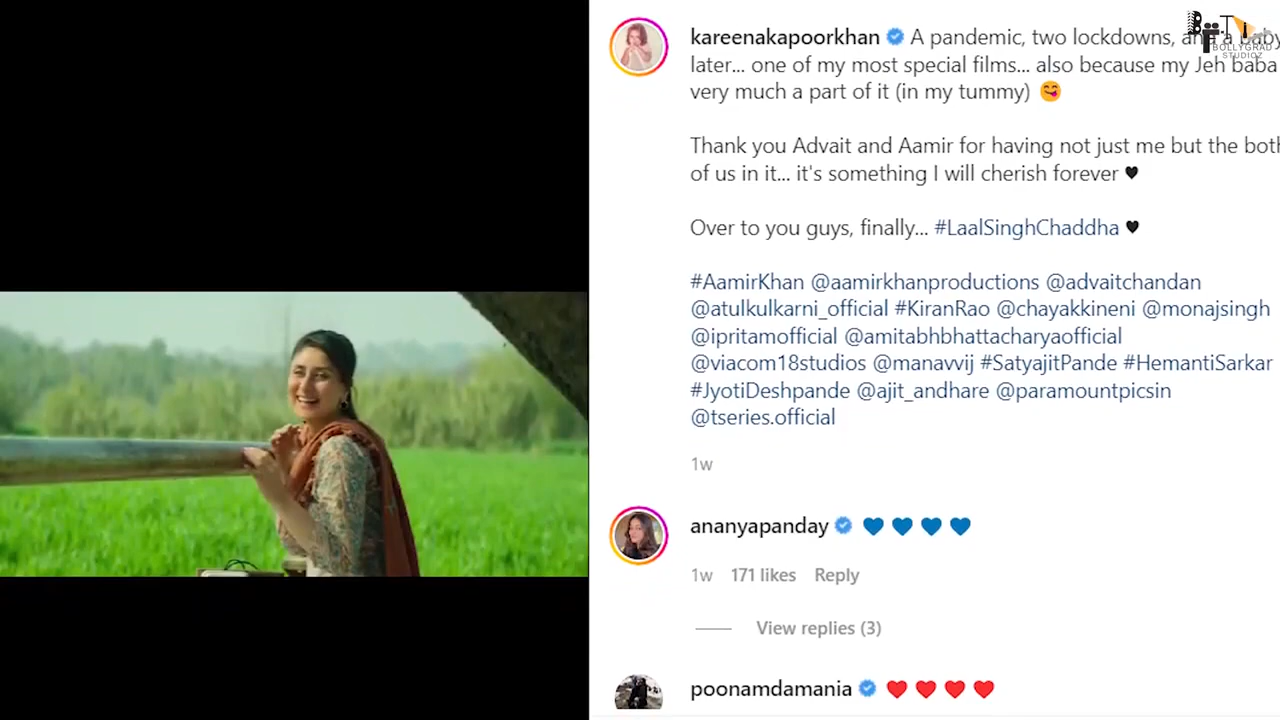 kareenakapoorkhan A pandemic, two lockdowns, and a baby
later... one of my most special films... also because my Jeh baba
very much a part of it (in my tummy) 😋
Thank you Advait and Aamir for having not just me but the both
of us in it... it's something I will cherish forever ♥
Over to you guys, finally... #LaalSinghChaddha ♥
#AamirKhan @aamirkhanproductions @advaitchandan
@atulkulkarni_official #KiranRao @chayakkineni @monajsingh
@ipritamofficial @amitabhbhattacharyaofficial
@viacom18studios @manavvij #SatyajitPande #HemantiSarkar
#JyotiDeshpande @ajit_andhare @paramountpicsin
@tseries.official
1w
ananyapanday 💙 💙 💙 💙
1w 171 likes Reply
View replies (3)
poonamdamania ❤️ ❤️ ❤️ ❤️
BOLLYGRAD
STUDIOZ